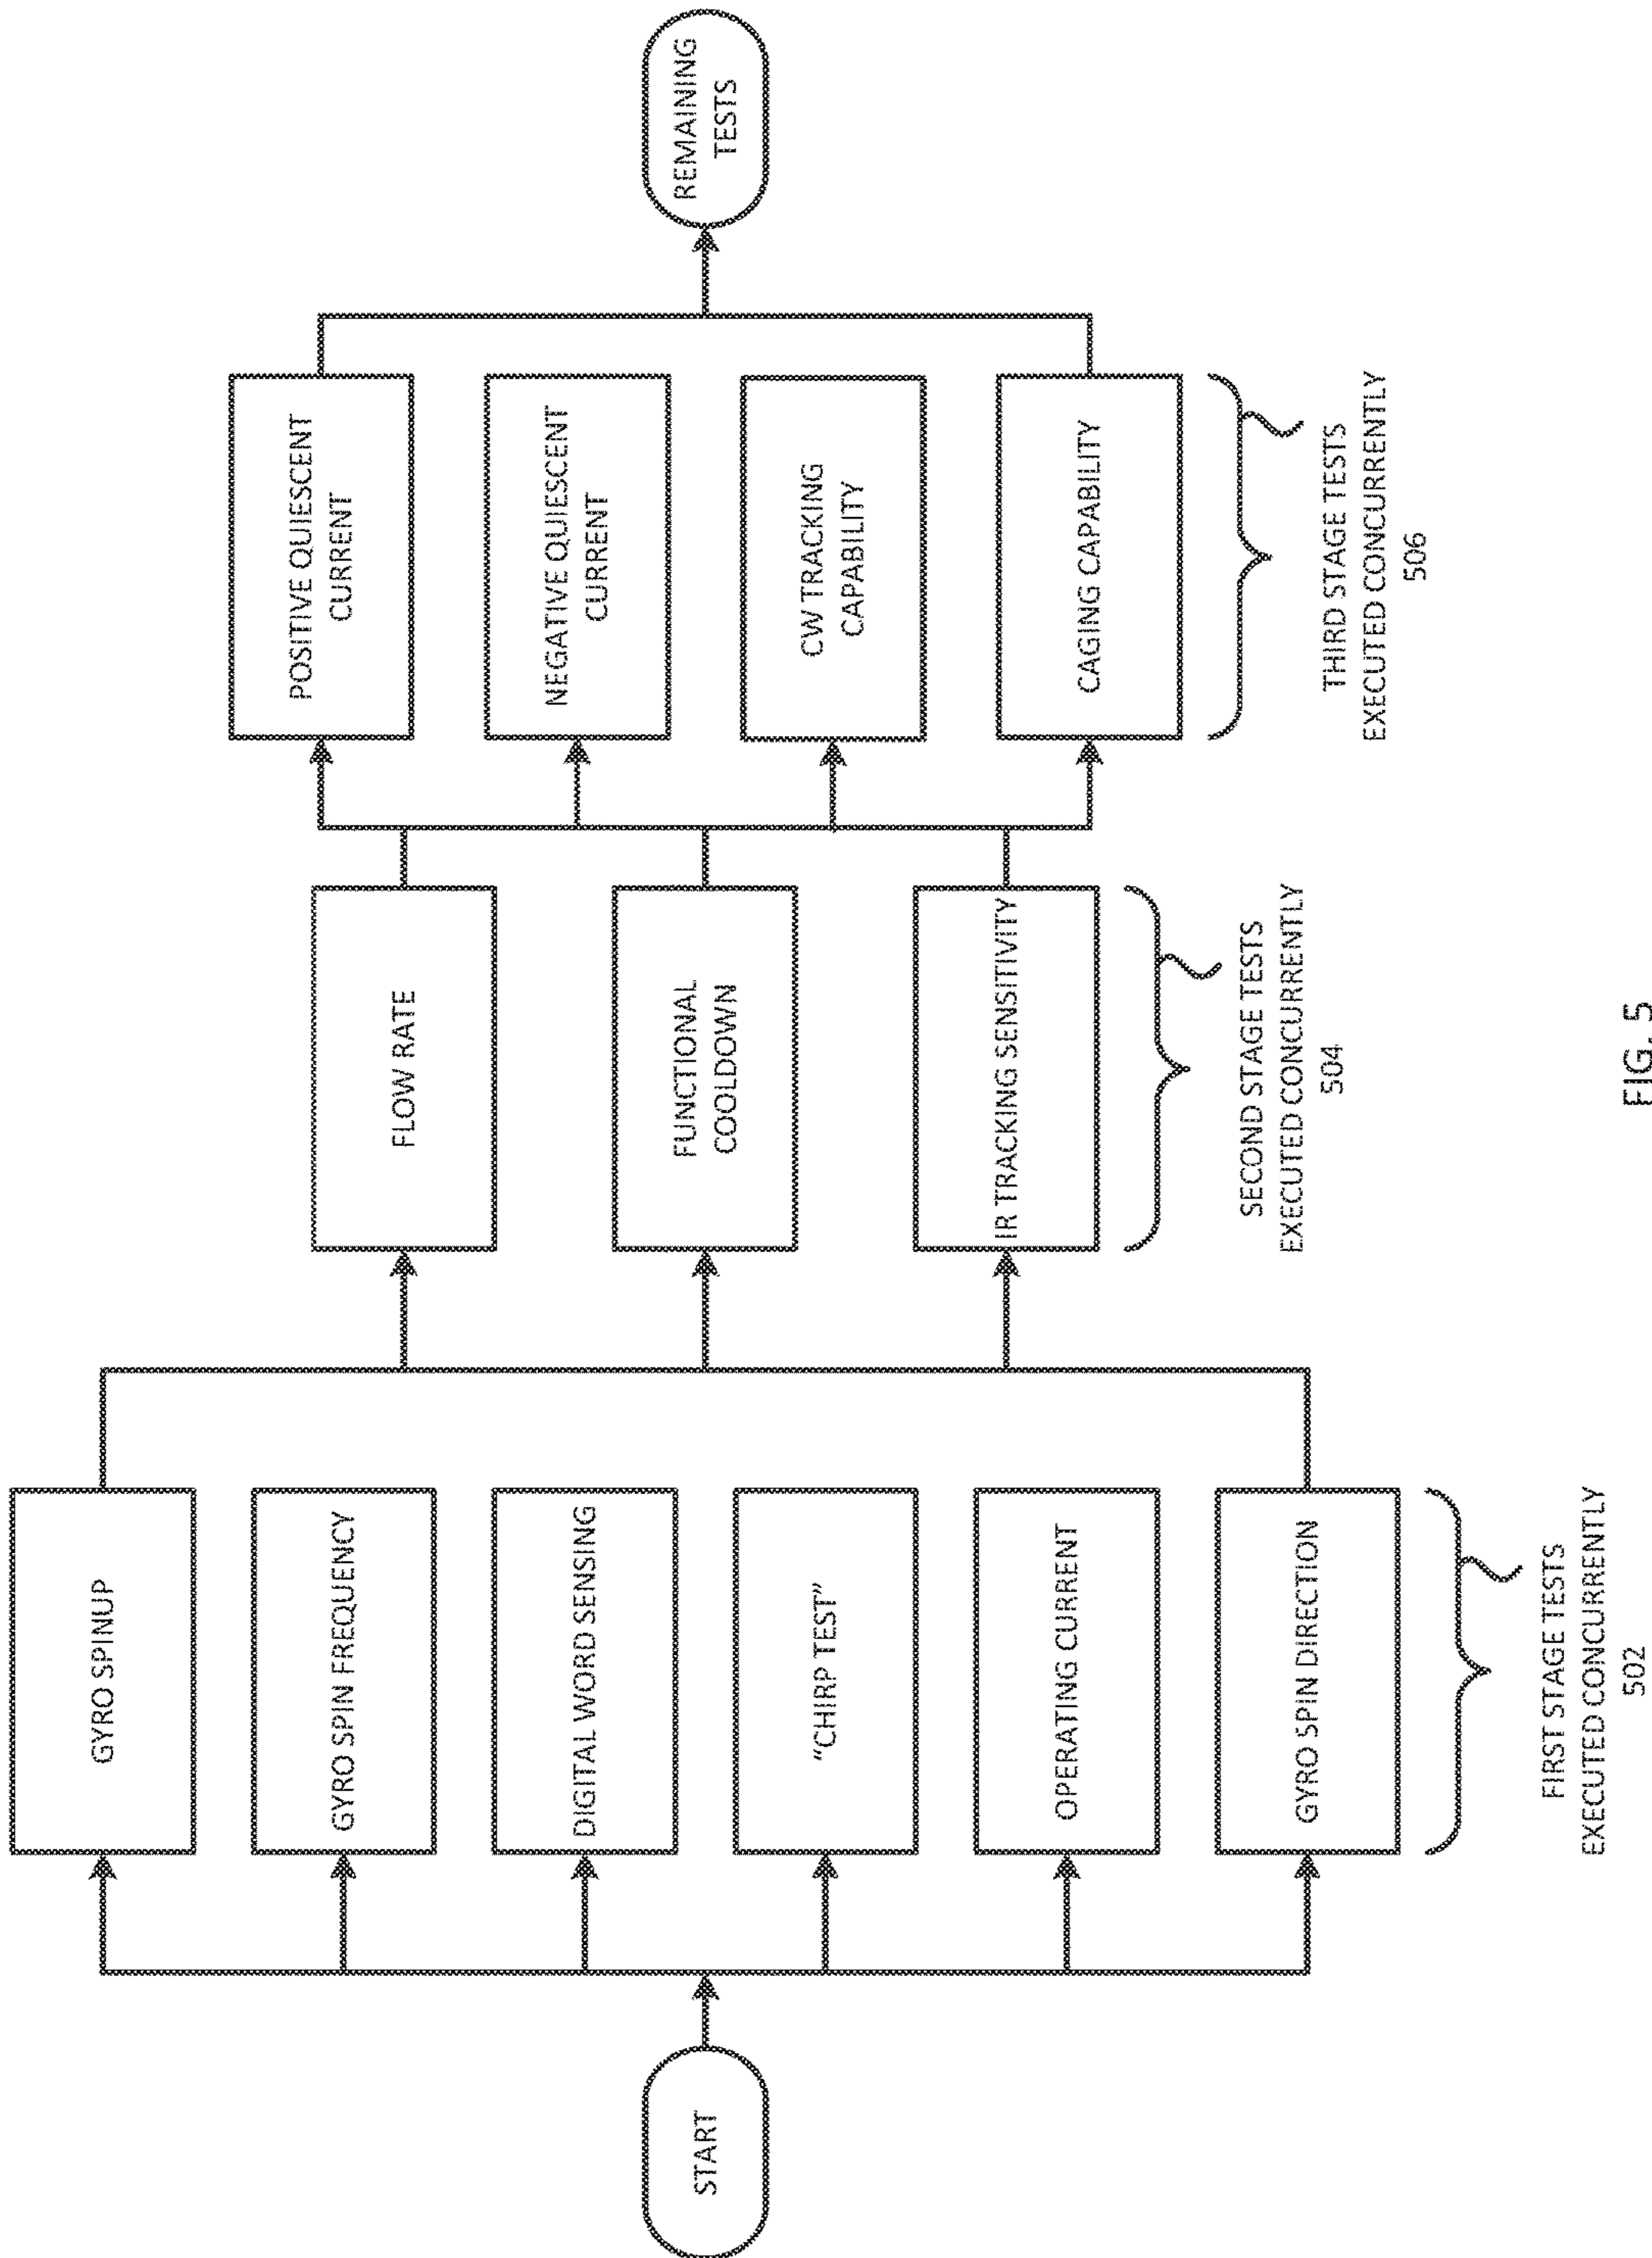 START
GYRO SPINUP
GYRO SPIN FREQUENCY
DIGITAL WORD SENSING
"CHIRP TEST"
OPERATING CURRENT
GYRO SPIN DIRECTION
FIRST STAGE TESTS
EXECUTED CONCURRENTLY
502
FLOW RATE
FUNCTIONAL
COOLDOWN
IR TRACKING SENSITIVITY
SECOND STAGE TESTS
EXECUTED CONCURRENTLY
504
POSITIVE QUIESCENT
CURRENT
NEGATIVE QUIESCENT
CURRENT
CW TRACKING
CAPABILITY
CAGING CAPABILITY
THIRD STAGE TESTS
EXECUTED CONCURRENTLY
506
REMAINING
TESTS
FIG. 5